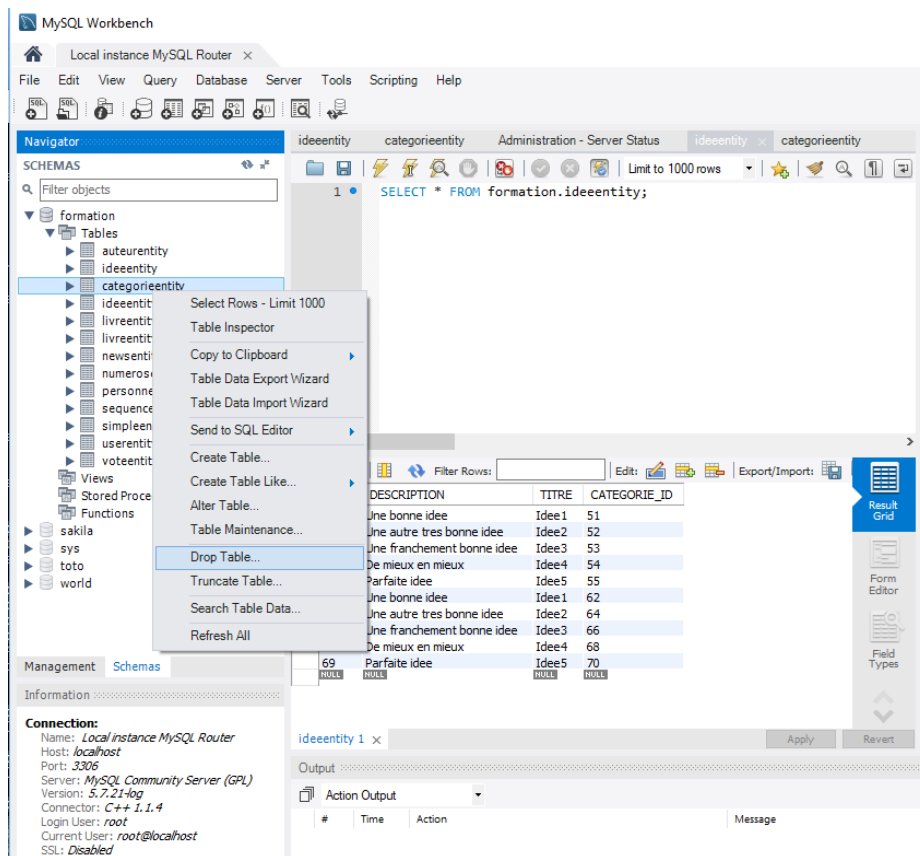 MySQL Workbench
Local instance MySQL Router ×
File Edit View Query Database Server Tools Scripting Help
Navigator
SCHEMAS
Filter objects
formation
Tables
auteurentity
ideeentity
categorieentity
ideeentit
livreentit
livreentit
newsenti
numeros
personne
sequence
simpleen
userentit
voteentit
Views
Stored Proce
Functions
sakila
sys
toto
world
Select Rows - Limit 1000
Table Inspector
Copy to Clipboard
Table Data Export Wizard
Table Data Import Wizard
Send to SQL Editor
Create Table...
Create Table Like...
Alter Table...
Table Maintenance...
Drop Table...
Truncate Table...
Search Table Data...
Refresh All
Management Schemas
Information
Connection:
Name: Local instance MySQL Router
Host: localhost
Port: 3306
Server: MySQL Community Server (GPL)
Version: 5.7.21-log
Connector: C++ 1.1.4
Login User: root
Current User: root@localhost
SSL: Disabled
ideeentity categorieentity Administration - Server Status ideeentity × categorieentity
Limit to 1000 rows
1 SELECT * FROM formation.ideeentity;
Filter Rows: Edit: Export/Import:
DESCRIPTION TITRE CATEGORIE_ID
Une bonne idee Idee1 51
Une autre tres bonne idee Idee2 52
Une franchement bonne idee Idee3 53
De mieux en mieux Idee4 54
Parfaite idee Idee5 55
Une bonne idee Idee1 62
Une autre tres bonne idee Idee2 64
Une franchement bonne idee Idee3 66
De mieux en mieux Idee4 68
69 Parfaite idee Idee5 70
NULL NULL NULL NULL
Result
Grid
Form
Editor
Field
Types
ideeentity 1 ×
Apply Revert
Output
Action Output
# Time Action Message